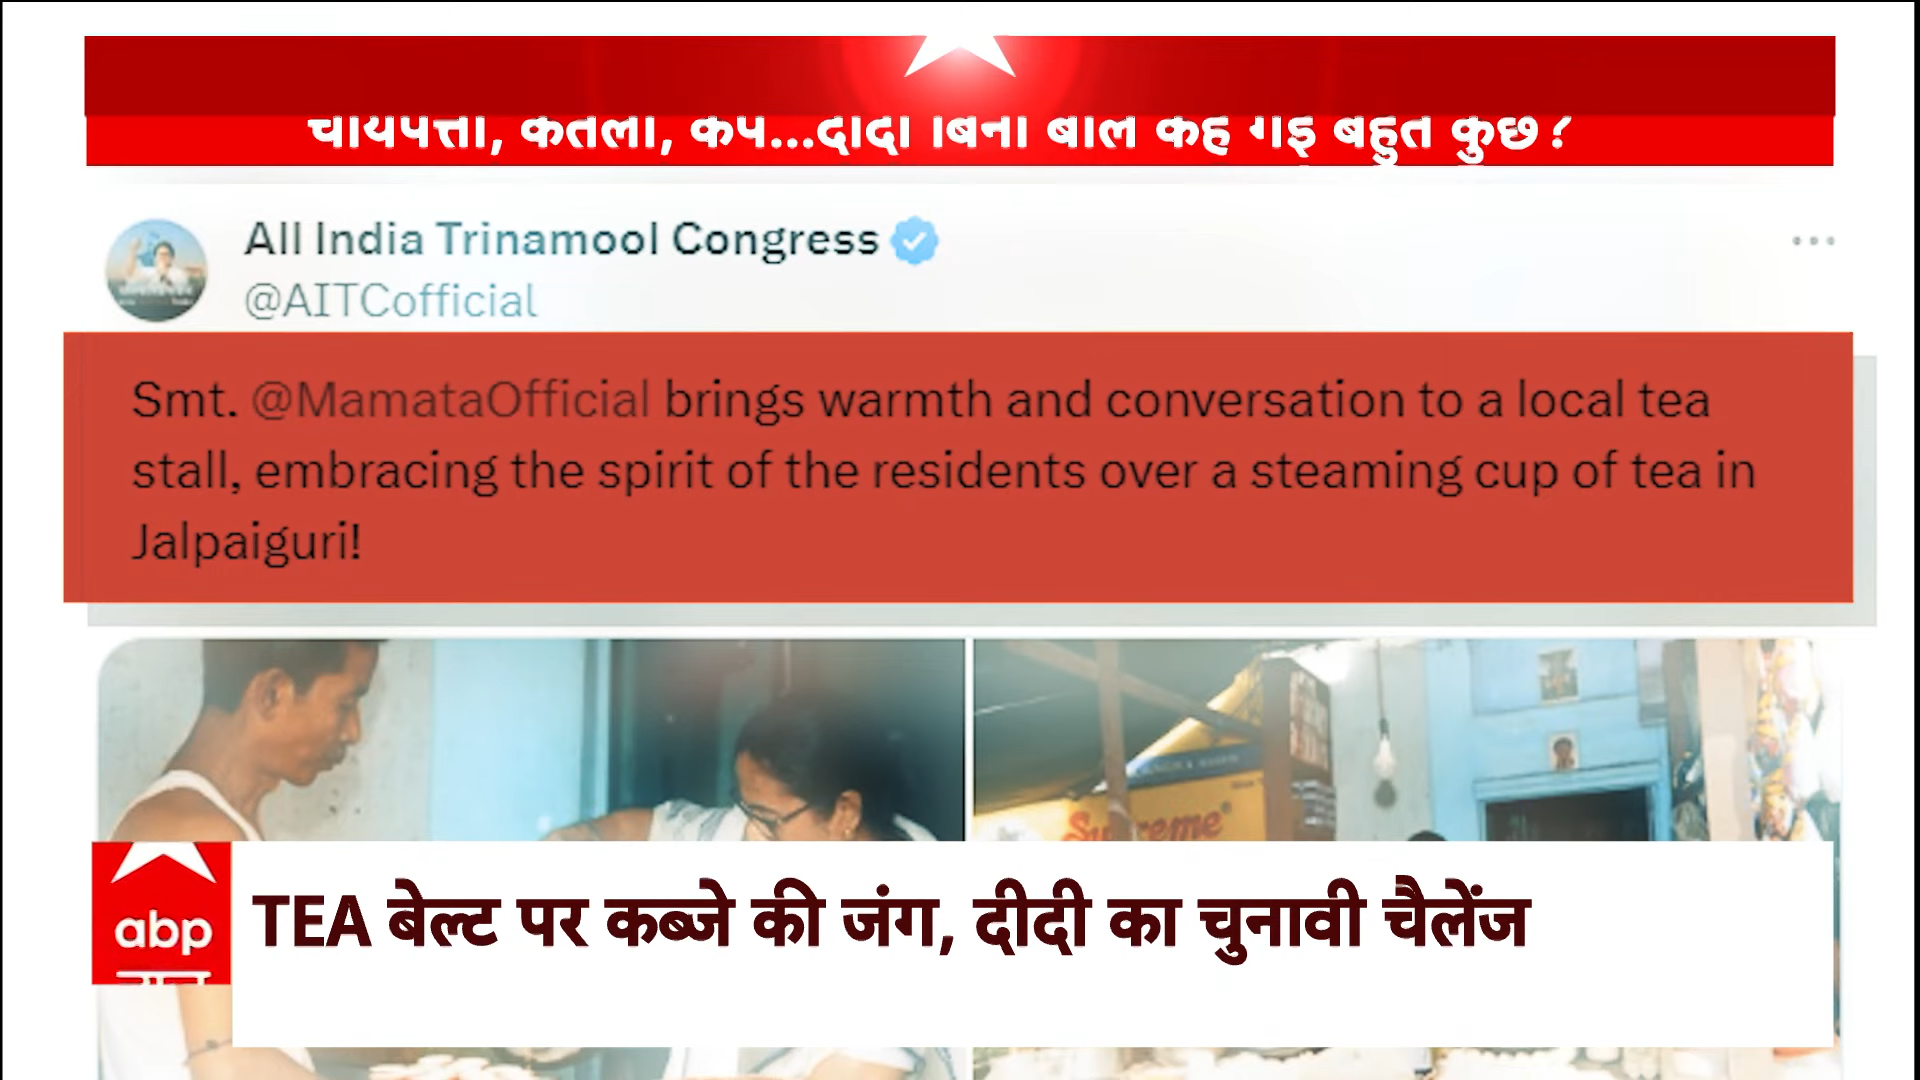 चायपत्ती, केतली, कप...दीदी बिना बोले कह गईं बहुत कुछ?
All India Trinamool Congress
@AITCofficial
Smt. @MamataOfficial brings warmth and conversation to a local tea
stall, embracing the spirit of the residents over a steaming cup of tea in
Jalpaiguri!
Supreme
abp
TEA बेल्ट पर कब्जे की जंग, दीदी का चुनावी चैलेंज